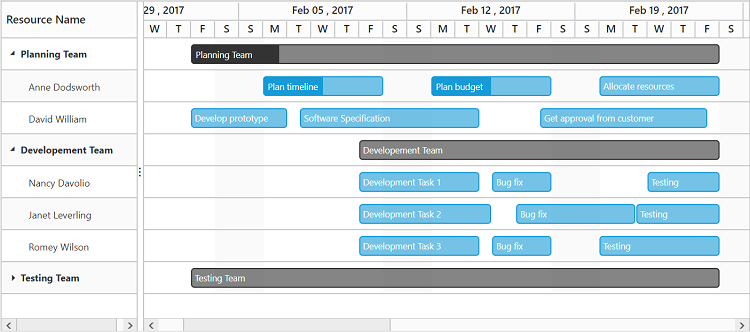 Resource Name
29 , 2017 Feb 05 , 2017 Feb 12 , 2017 Feb 19 , 2017
W T F S S M T W T F S S M T W T F S S M T W T F S
Planning Team Planning Team
Anne Dodsworth Plan timeline Plan budget Allocate resources
David William Develop prototype Software Specification Get approval from customer
Developement Team Developement Team
Nancy Davolio Development Task 1 Bug fix Testing
Janet Leverling Development Task 2 Bug fix Testing
Romey Wilson Development Task 3 Bug fix Testing
Testing Team Testing Team